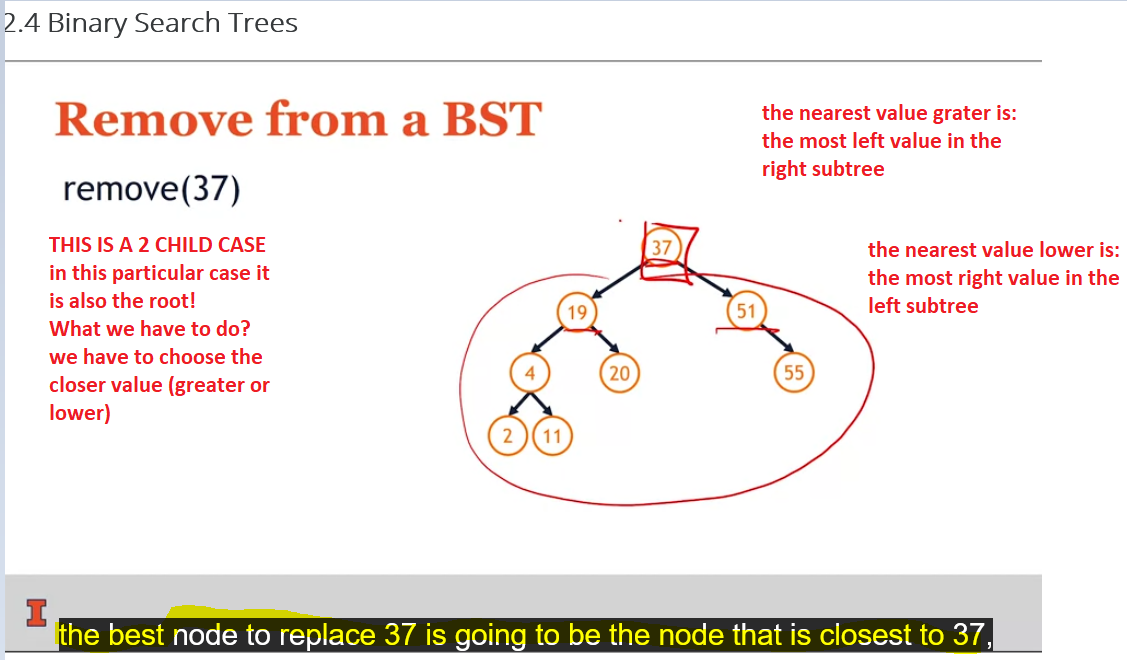 2.4 Binary Search Trees
Remove from a BST
remove(37)
the nearest value grater is:
the most left value in the
right subtree
THIS IS A 2 CHILD CASE
in this particular case it
is also the root!
What we have to do?
we have to choose the
closer value (greater or
lower)
the nearest value lower is:
the most right value in the
left subtree
37
19
51
4
20
55
2
11
I
the best node to replace 37 is going to be the node that is closest to 37,